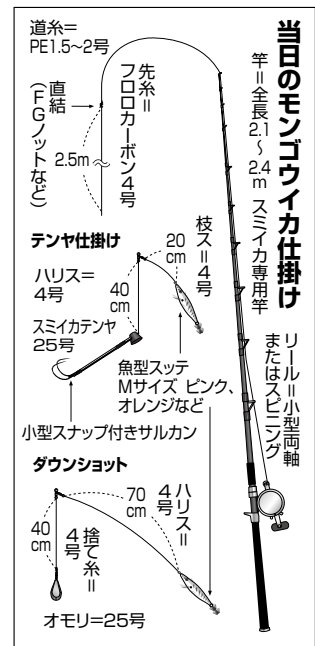 当日のモンゴウイカ仕掛け
竿=全長2.1~2.4m スミイカ専用竿
リール=小型両軸
またはスピニング
道糸=
PE1.5~2号
先糸=
フロロカーボン4号
直結
(FGノットなど)
2.5m
テンヤ仕掛け
20cm
枝ス=4号
ハリス=
4号
40cm
スミイカテンヤ
25号
魚型スッテ
Mサイズ ピンク、
オレンジなど
小型スナップ付きサルカン
ダウンショット
70cm
ハリス=
4号
40cm
捨て糸=
4号
オモリ=25号